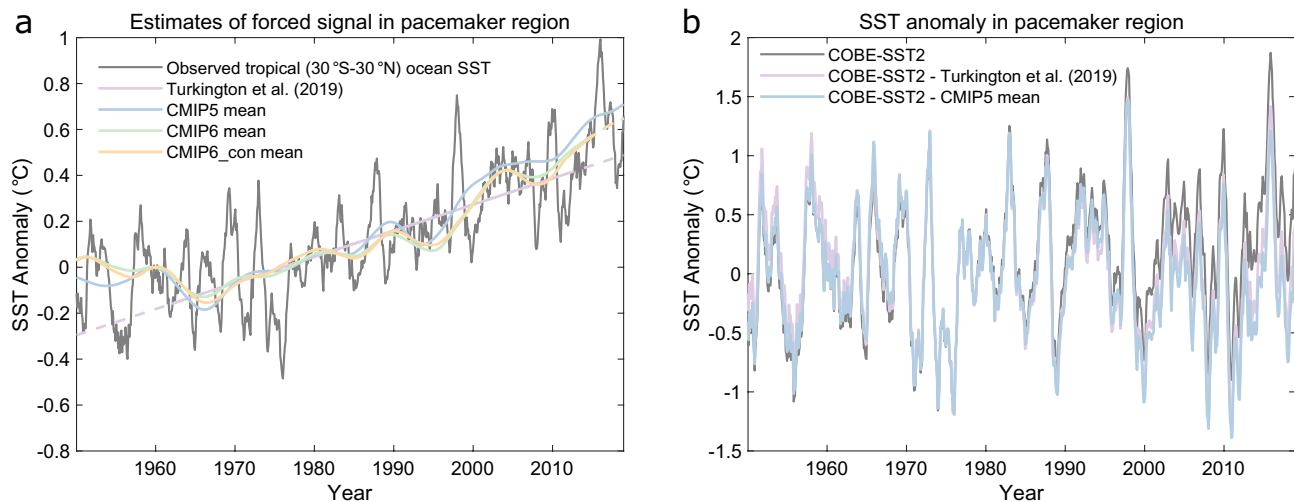 a
Estimates of forced signal in pacemaker region
1
0.8
0.6
0.4
0.2
0
-0.2
-0.4
-0.6
-0.8
SST Anomaly (°C)
Observed tropical (30°S-30°N) ocean SST
Turkington et al. (2019)
CMIP5 mean
CMIP6 mean
CMIP6_con mean
1960 1970 1980 1990 2000 2010
Year
b
SST anomaly in pacemaker region
2
1.5
1
0.5
0
-0.5
-1
-1.5
SST Anomaly (°C)
COBE-SST2
COBE-SST2 - Turkington et al. (2019)
COBE-SST2 - CMIP5 mean
1960 1970 1980 1990 2000 2010
Year